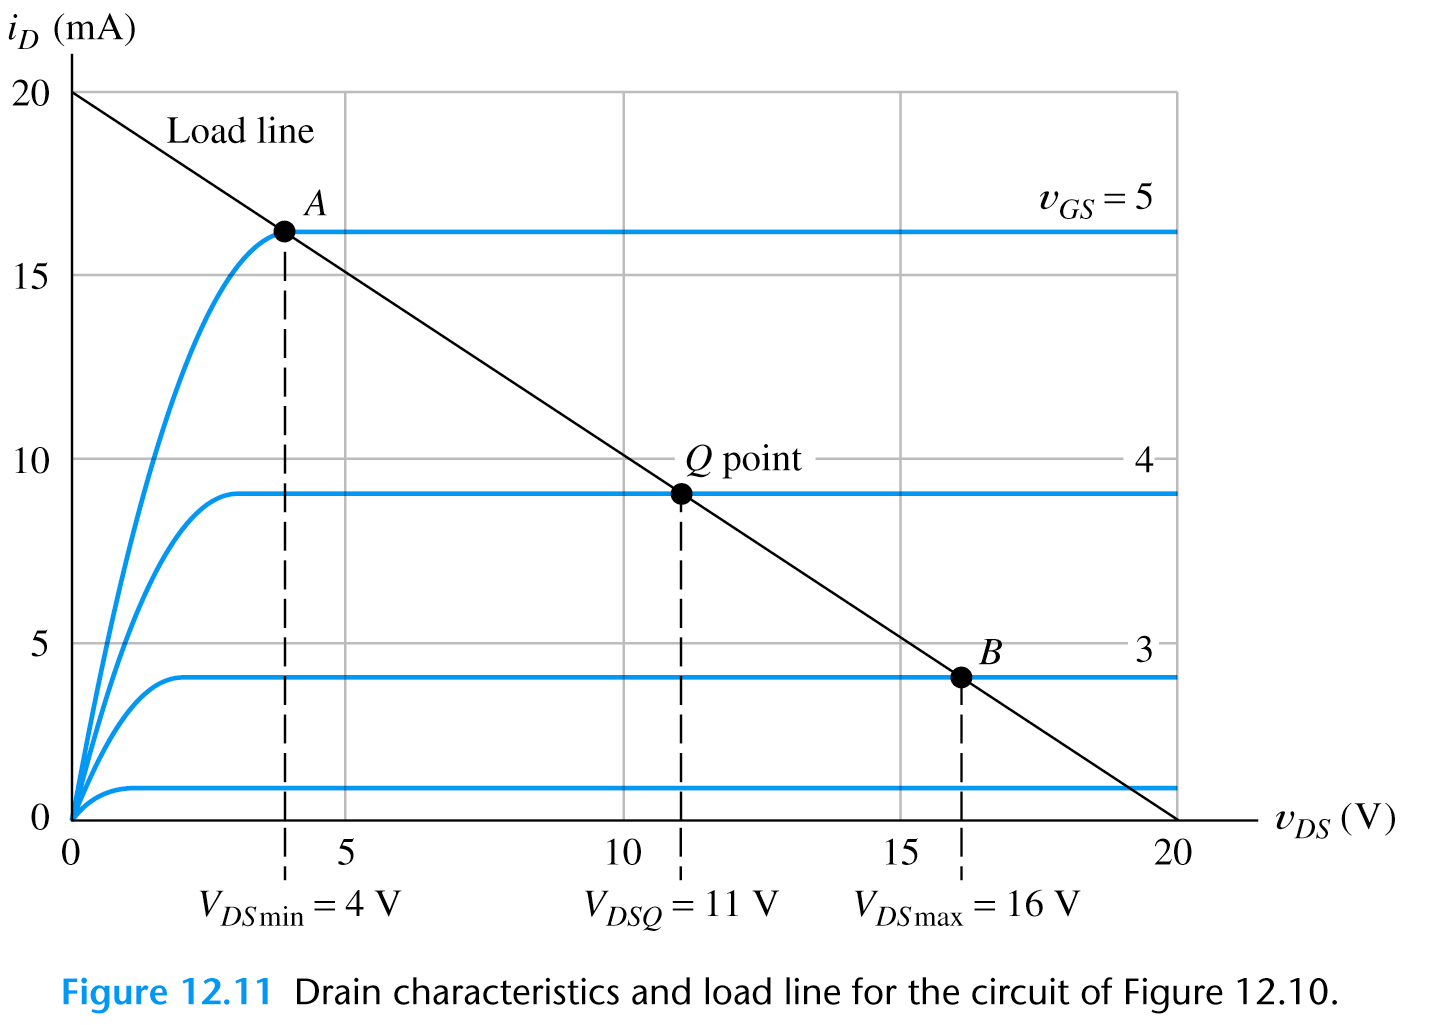 i_D (mA)
20
Load line
A
v_GS = 5
15
10
Q point
4
5
B
3
0
v_DS (V)
0
5
10
15
20
V_DSmin = 4 V
V_DSQ = 11 V
V_DSmax = 16 V
Figure 12.11 Drain characteristics and load line for the circuit of Figure 12.10.